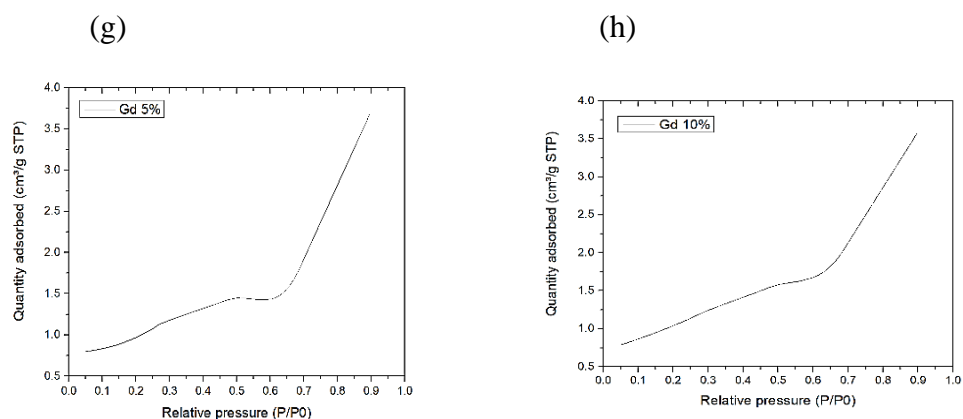 (g)
(h)
Gd 5%
4.0
3.5
3.0
2.5
2.0
1.5
1.0
0.5
Quantity adsorbed (cm³/g STP)
0.0 0.1 0.2 0.3 0.4 0.5 0.6 0.7 0.8 0.9 1.0
Relative pressure (P/P0)
Gd 10%
4.0
3.5
3.0
2.5
2.0
1.5
1.0
0.5
Quantity adsorbed (cm³/g STP)
0.0 0.1 0.2 0.3 0.4 0.5 0.6 0.7 0.8 0.9 1.0
Relative pressure (P/P0)